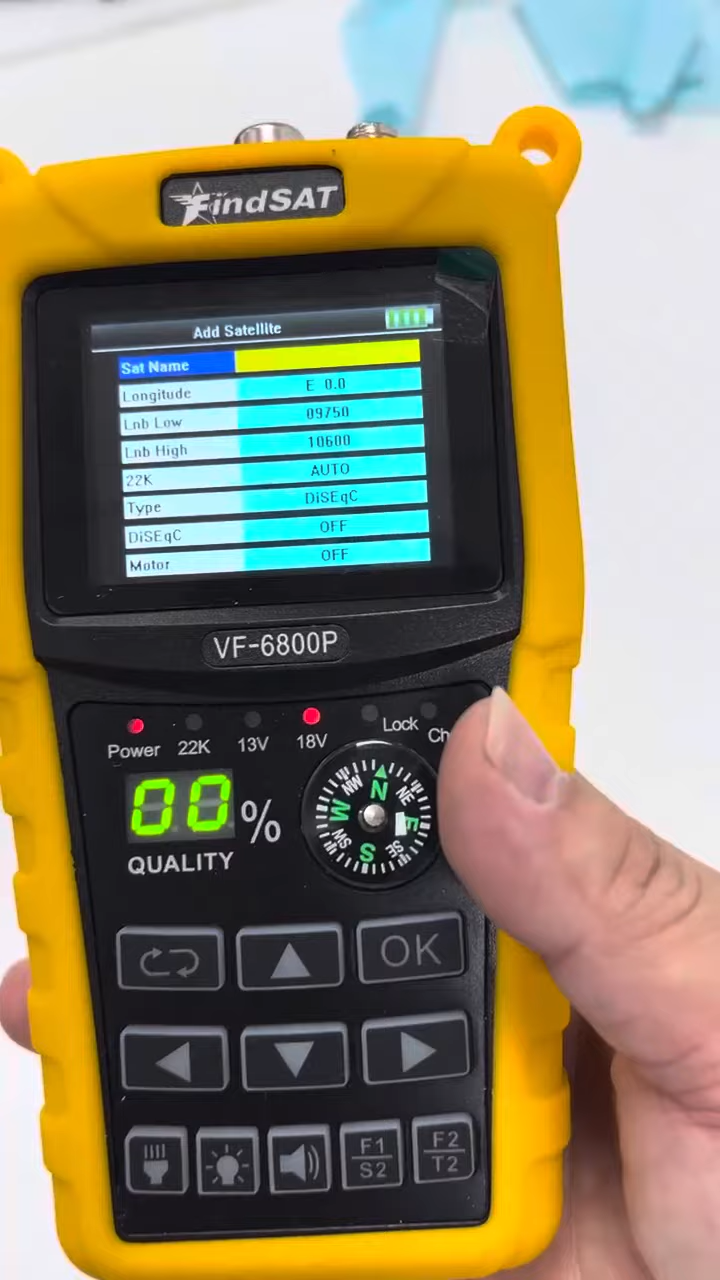 FindSAT
Add Satellite
Sat Name
Longitude E 0.0
Lnb Low 09750
Lnb High 10600
22K AUTO
Type DiSEqC
DiSEqC OFF
Motor OFF
VF-6800P
Power 22K 13V 18V Lock
00 %
QUALITY
N
NE
E
SE
S
SW
W
NW
OK
F1
S2
F2
T2